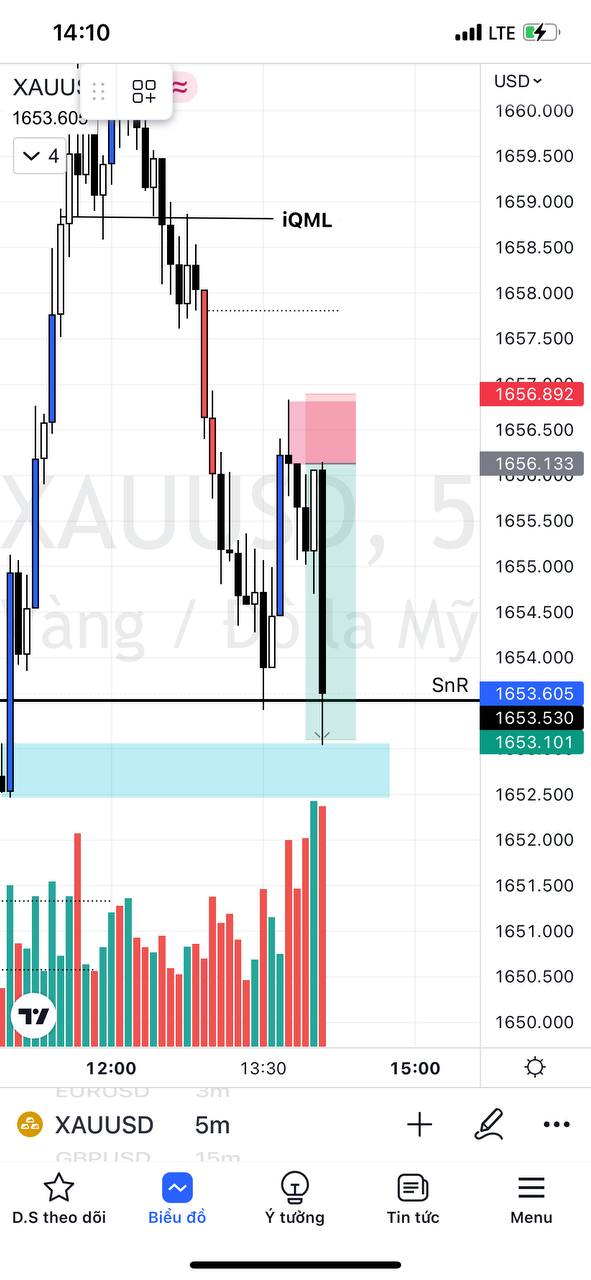 14:10
LTE
XAUUS
USD
1653.605
4
1660.000
1659.500
1659.000
iQML
1658.500
1658.000
1657.500
1657.000
1656.892
1656.500
1656.133
1656.000
XAUUSD, 5
1655.500
1655.000
Vàng / Đô la Mỹ
1654.500
1654.000
SnR
1653.605
1653.530
1653.101
1652.500
1652.000
1651.500
1651.000
1650.500
1650.000
12:00
13:30
15:00
EURUSD 3m
XAUUSD 5m
GBPUSD 15m
D.S theo dõi
Biểu đồ
Ý tưởng
Tin tức
Menu